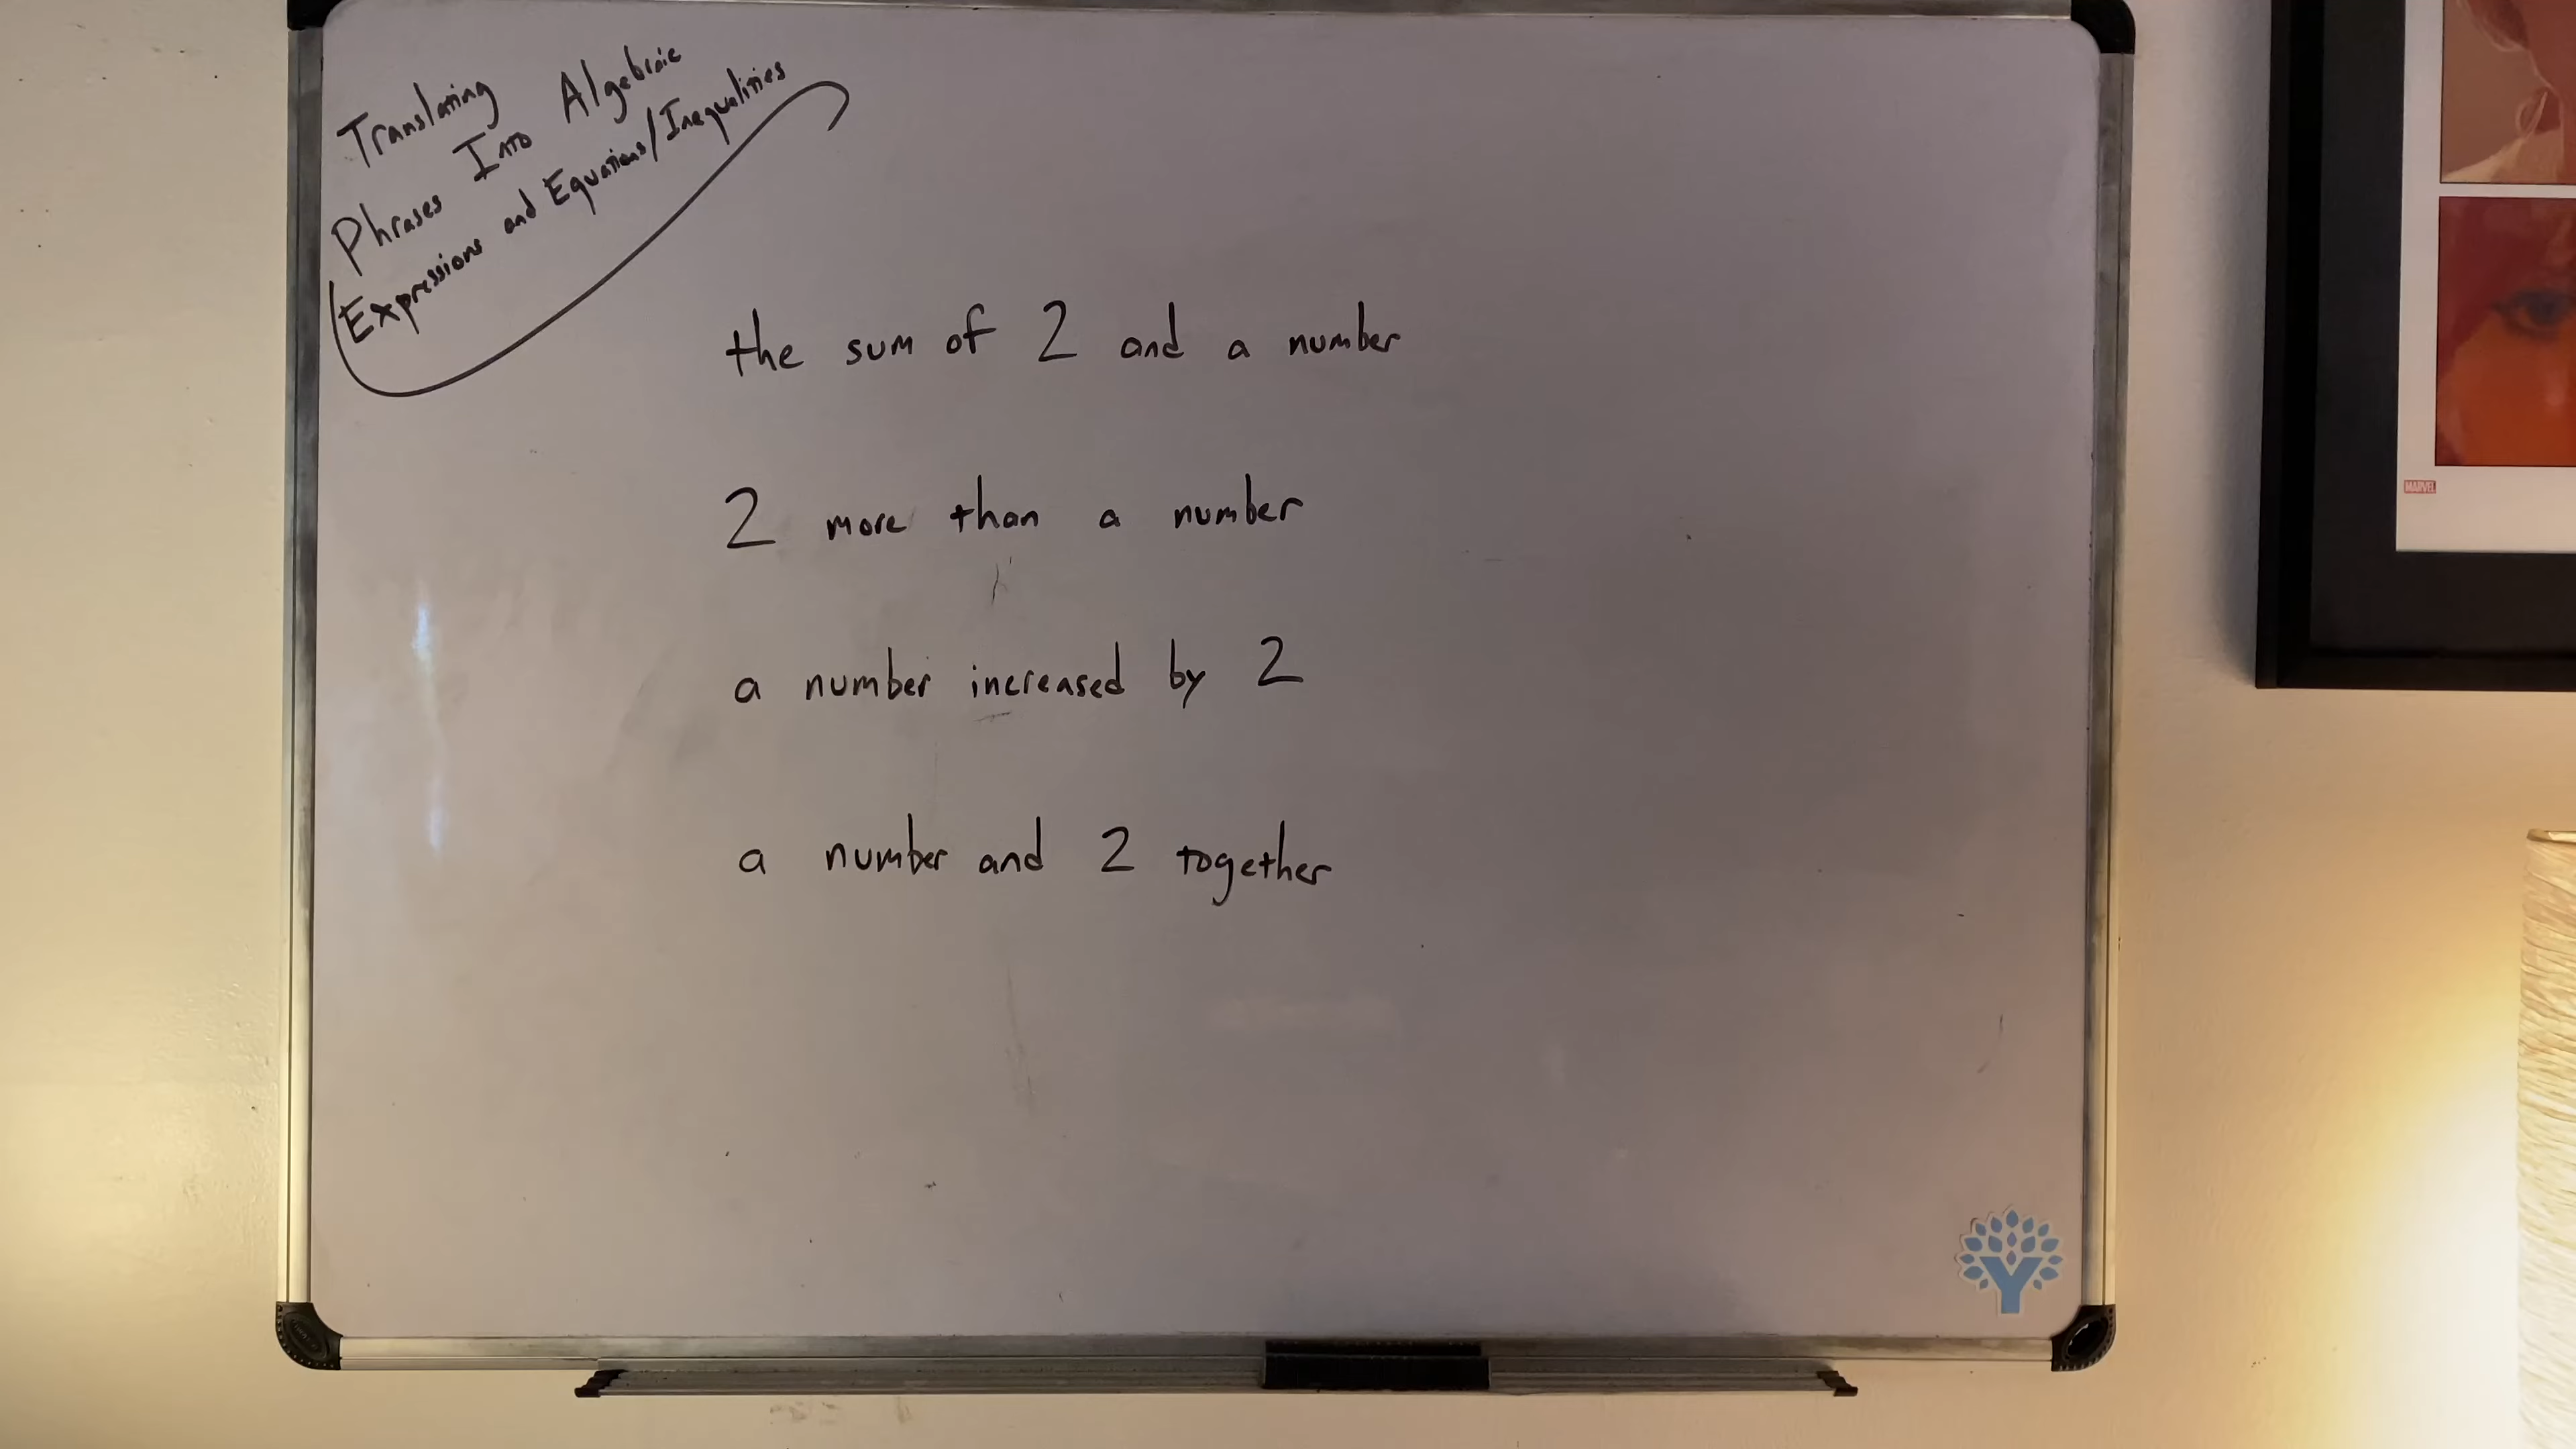 Translating
Phrases Into Algebraic
Expressions and Equations/Inequalities
the sum of 2 and a number
2 more than a number
a number increased by 2
a number and 2 together
MARVEL
Y